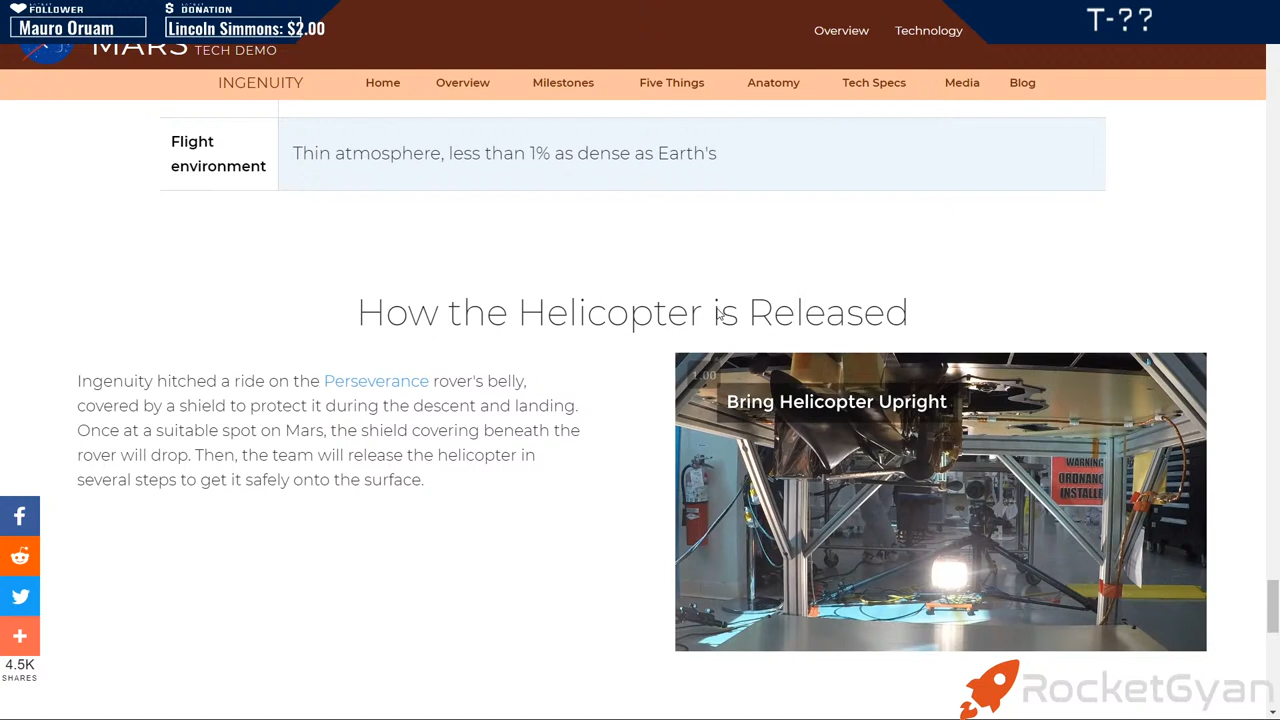 FOLLOWER
Mauro Oruam
$ DONATION
Lincoln Simmons: $2.00
T-??
MARS TECH DEMO
Overview Technology
INGENUITY Home Overview Milestones Five Things Anatomy Tech Specs Media Blog
Flight
environment
Thin atmosphere, less than 1% as dense as Earth's
How the Helicopter is Released
Ingenuity hitched a ride on the Perseverance rover's belly,
covered by a shield to protect it during the descent and landing.
Once at a suitable spot on Mars, the shield covering beneath the
rover will drop. Then, the team will release the helicopter in
several steps to get it safely onto the surface.
1.00
Bring Helicopter Upright
WARNING
ORDNANCE
INSTALLED
4.5K
SHARES
RocketGyan